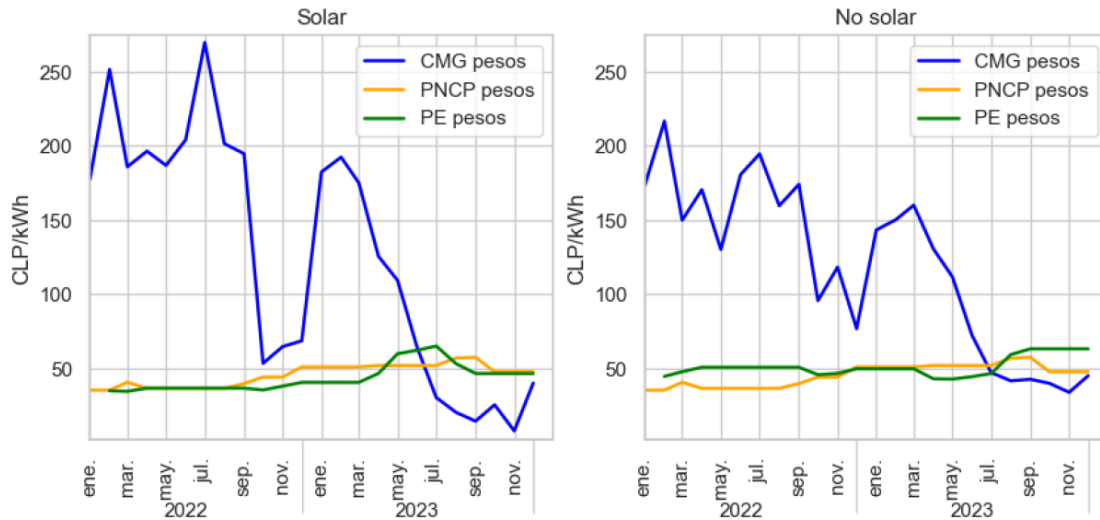 Solar
CLP/kWh
250
200
150
100
50
CMG pesos
PNCP pesos
PE pesos
ene.
mar.
may.
jul.
sep.
nov.
ene.
mar.
may.
jul.
sep.
nov.
2022
2023
No solar
CLP/kWh
250
200
150
100
50
CMG pesos
PNCP pesos
PE pesos
ene.
mar.
may.
jul.
sep.
nov.
ene.
mar.
may.
jul.
sep.
nov.
2022
2023